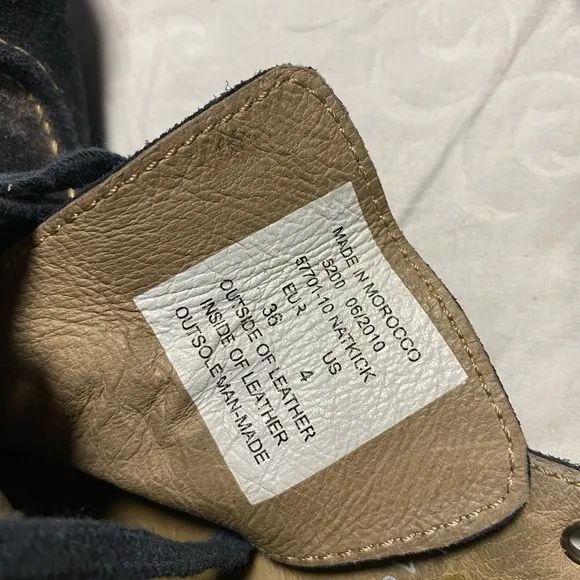 MADE IN MOROCCO
5200 06/2010
57701-10 NATKICK
EUR US
36 4
OUTSIDE OF LEATHER
INSIDE OF LEATHER
OUTSOLE-MAN-MADE